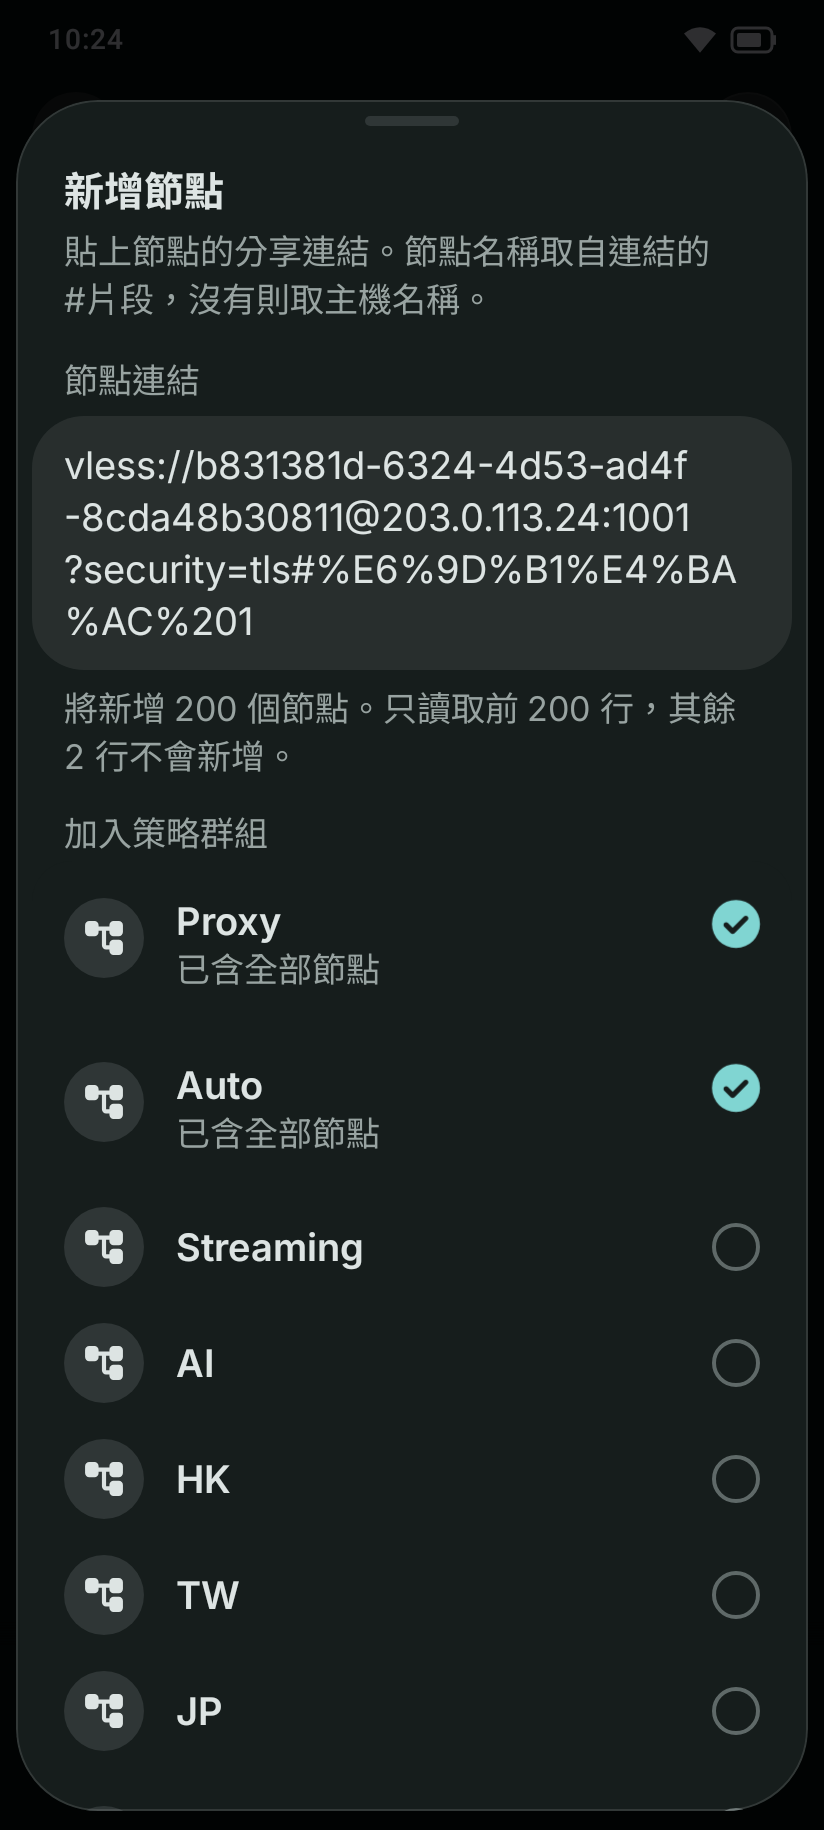 10:24
新增節點
貼上節點的分享連結。節點名稱取自連結的
#片段，沒有則取主機名稱。
節點連結
vless://b831381d-6324-4d53-ad4f
-8cda48b30811@203.0.113.24:1001
?security=tls#%E6%9D%B1%E4%BA
%AC%201
將新增 200 個節點。只讀取前 200 行，其餘
2 行不會新增。
加入策略群組
Proxy
已含全部節點
Auto
已含全部節點
Streaming
AI
HK
TW
JP